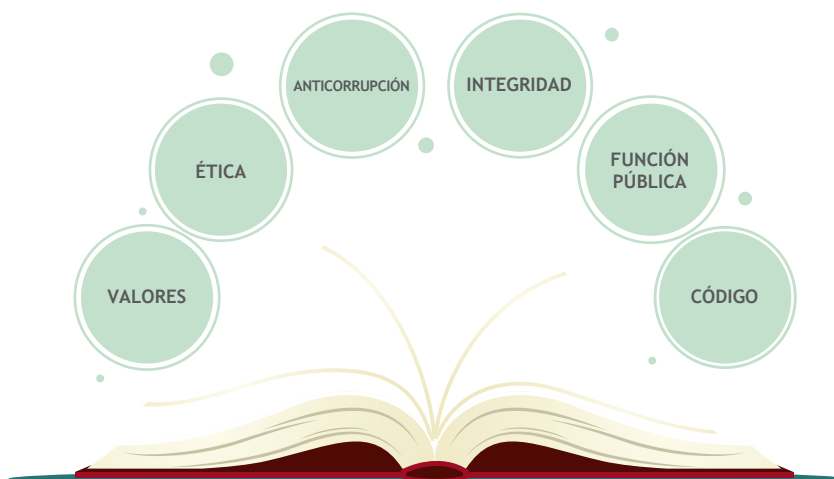 VALORES
ÉTICA
ANTICORRUPCIÓN
INTEGRIDAD
FUNCIÓN
PÚBLICA
CÓDIGO